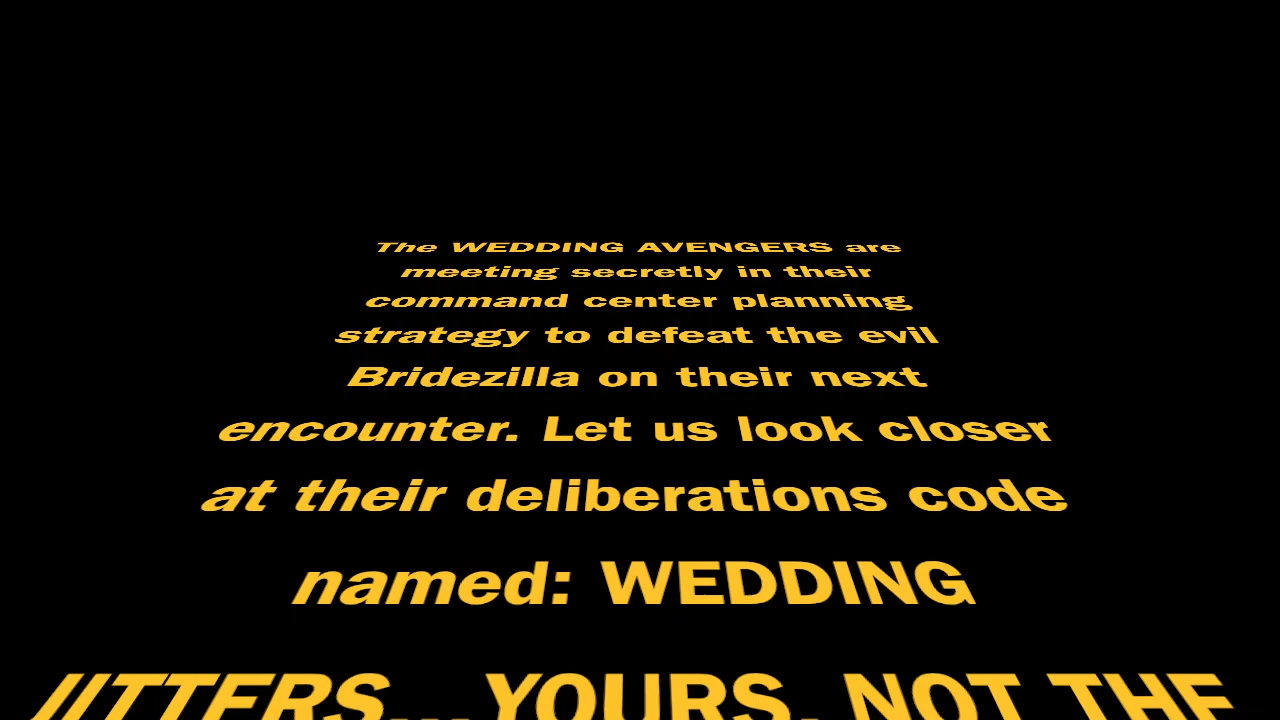 The WEDDING AVENGERS are
meeting secretly in their
command center planning
strategy to defeat the evil
Bridezilla on their next
encounter. Let us look closer
at their deliberations code
named: WEDDING
JITTERS...YOURS, NOT THE